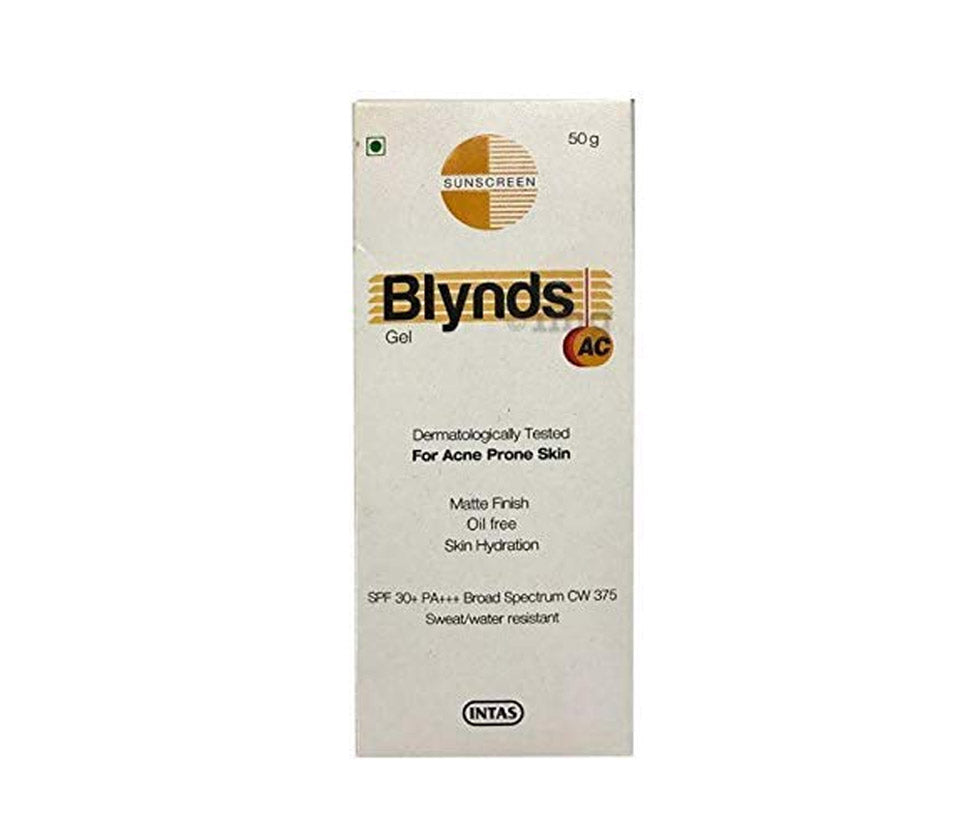 50 g
SUNSCREEN
Blynds
Gel
AC
Dermatologically Tested
For Acne Prone Skin
Matte Finish
Oil free
Skin Hydration
SPF 30+ PA+++ Broad Spectrum CW 375
Sweat/water resistant
INTAS